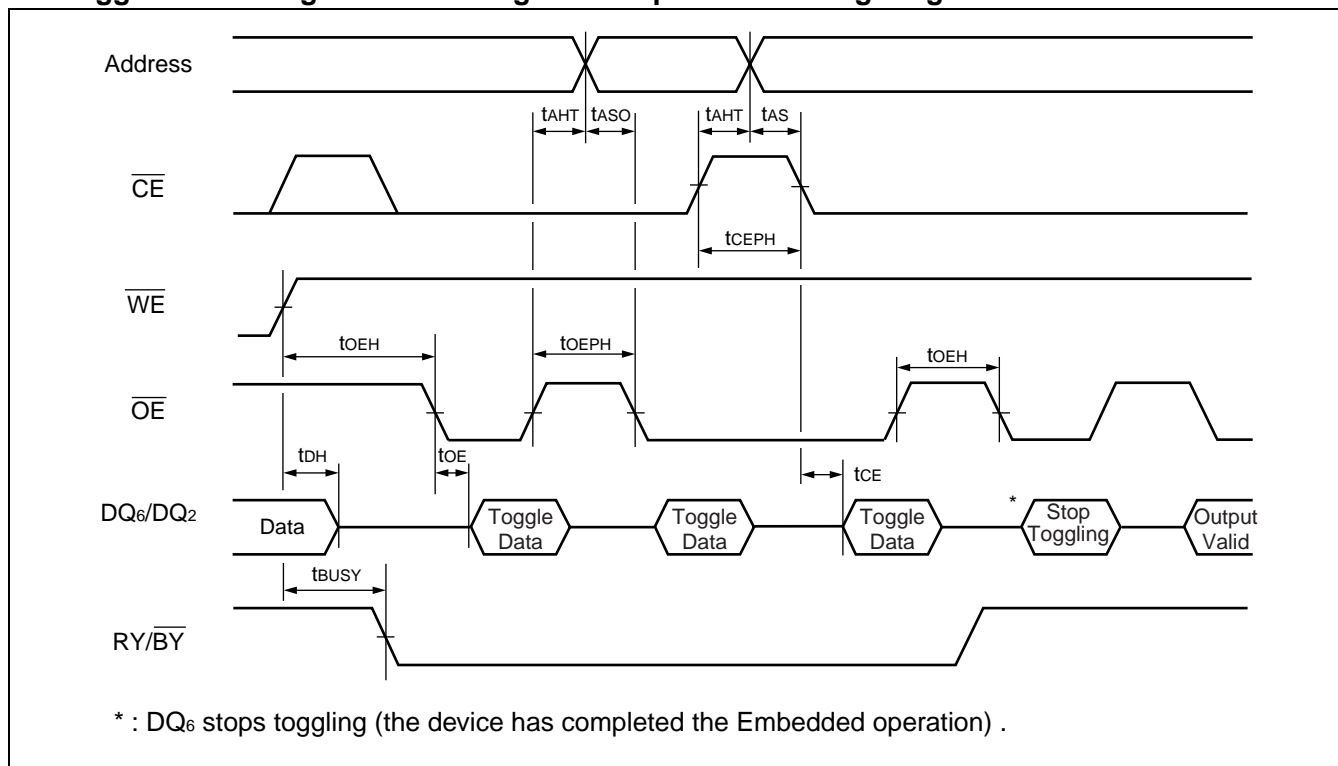 Address
tAHT tASO tAHT tAS
CE
tCEPH
WE
tOEH tOEPH tOEH
OE
tDH tOE tCE
DQ6/DQ2 Data Toggle Data Toggle Data Toggle Data * Stop Toggling Output Valid
tBUSY
RY/BY
* : DQ6 stops toggling (the device has completed the Embedded operation) .